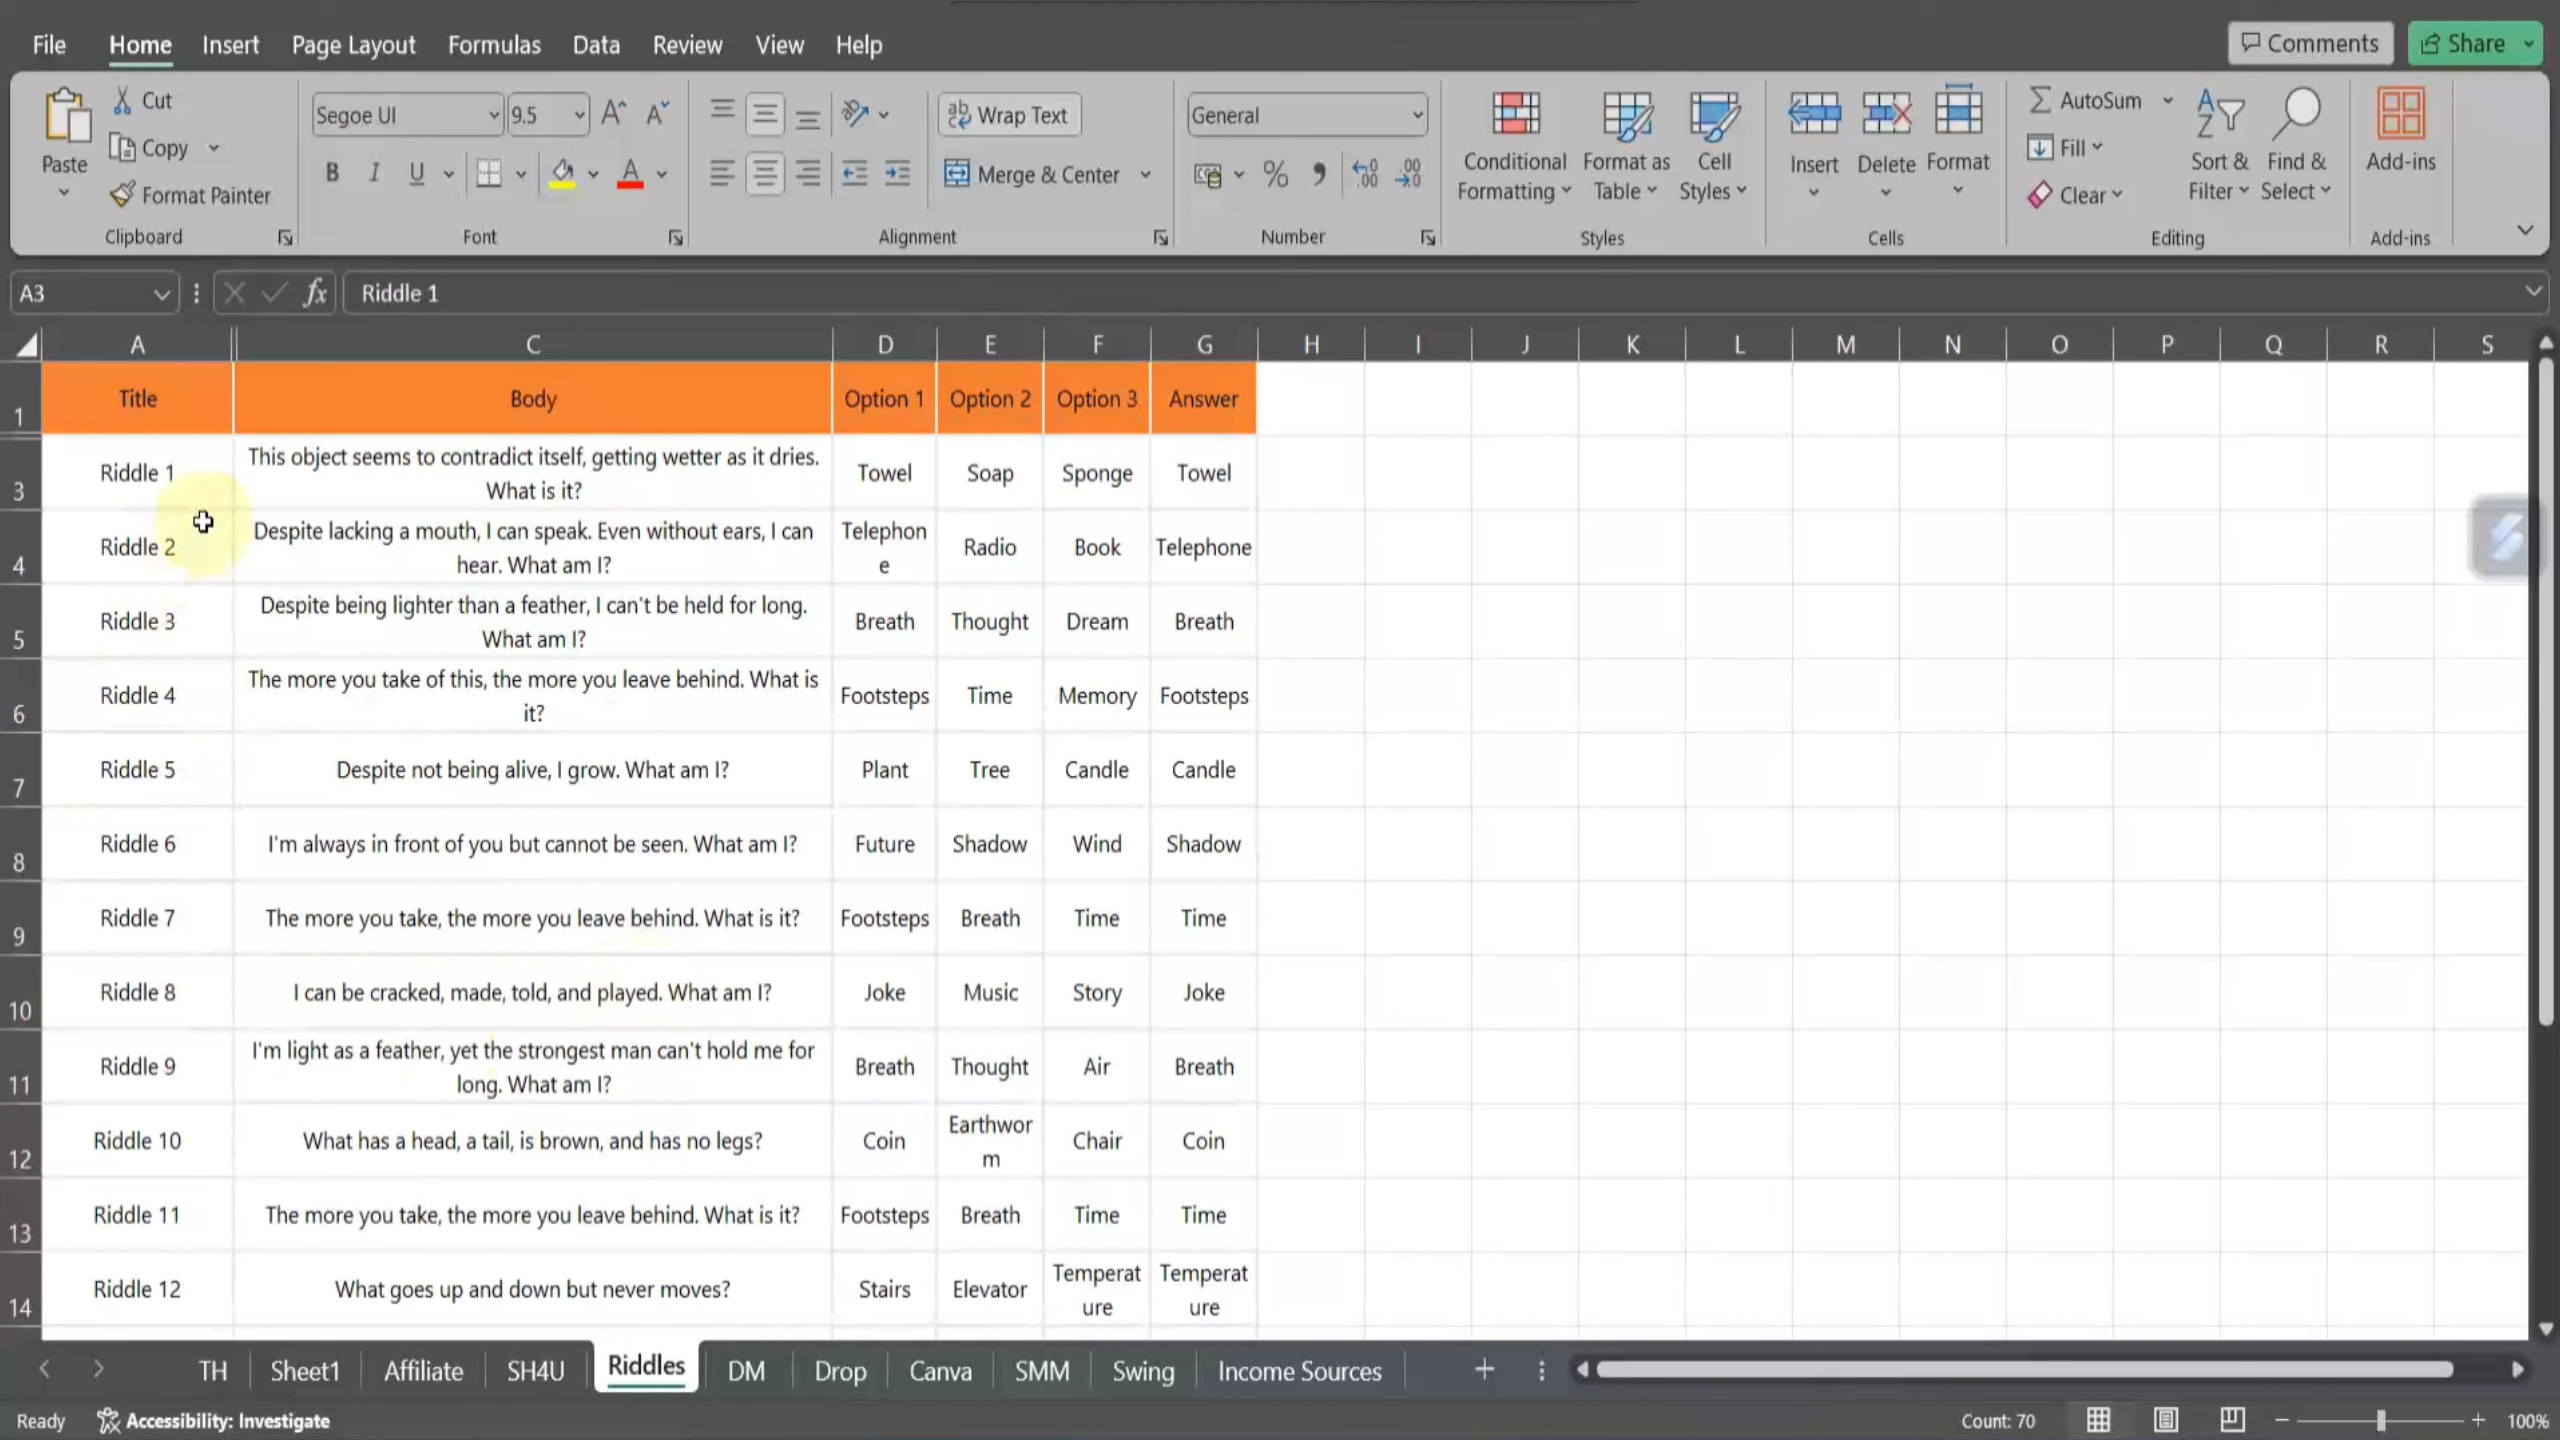 File Home Insert Page Layout Formulas Data Review View Help Comments Share
Paste Cut Copy Format Painter Clipboard
Segoe UI 9.5 B I U A Font
Wrap Text Merge & Center Alignment
General % Number
Conditional Formatting Format as Table Cell Styles Styles
Insert Delete Format Cells
AutoSum Fill Clear Sort & Filter Find & Select Editing
Add-ins Add-ins
A3 fx Riddle 1
A C D E F G H I J K L M N O P Q R S
1 Title Body Option 1 Option 2 Option 3 Answer
3 Riddle 1 This object seems to contradict itself, getting wetter as it dries. What is it? Towel Soap Sponge Towel
4 Riddle 2 Despite lacking a mouth, I can speak. Even without ears, I can hear. What am I? Telephone Radio Book Telephone
5 Riddle 3 Despite being lighter than a feather, I can't be held for long. What am I? Breath Thought Dream Breath
6 Riddle 4 The more you take of this, the more you leave behind. What is it? Footsteps Time Memory Footsteps
7 Riddle 5 Despite not being alive, I grow. What am I? Plant Tree Candle Candle
8 Riddle 6 I'm always in front of you but cannot be seen. What am I? Future Shadow Wind Shadow
9 Riddle 7 The more you take, the more you leave behind. What is it? Footsteps Breath Time Time
10 Riddle 8 I can be cracked, made, told, and played. What am I? Joke Music Story Joke
11 Riddle 9 I'm light as a feather, yet the strongest man can't hold me for long. What am I? Breath Thought Air Breath
12 Riddle 10 What has a head, a tail, is brown, and has no legs? Coin Earthworm Chair Coin
13 Riddle 11 The more you take, the more you leave behind. What is it? Footsteps Breath Time Time
14 Riddle 12 What goes up and down but never moves? Stairs Elevator Temperature Temperature
TH Sheet1 Affiliate SH4U Riddles DM Drop Canva SMM Swing Income Sources
Ready Accessibility: Investigate Count: 70 100%